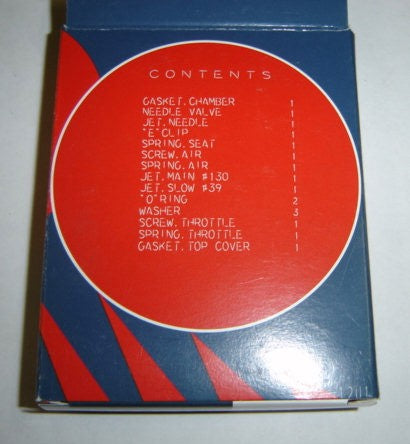 CONTENTS
GASKET, CHAMBER 1
NEEDLE VALVE 1
JET, NEEDLE 1
"E" CLIP 1
SPRING, SEAT 1
SCREW, AIR 1
SPRING, AIR 1
JET, MAIN #130 1
JET, SLOW #39 1
"O" RING 2
WASHER 3
SCREW, THROTTLE 1
SPRING, THROTTLE 1
GASKET, TOP COVER 1